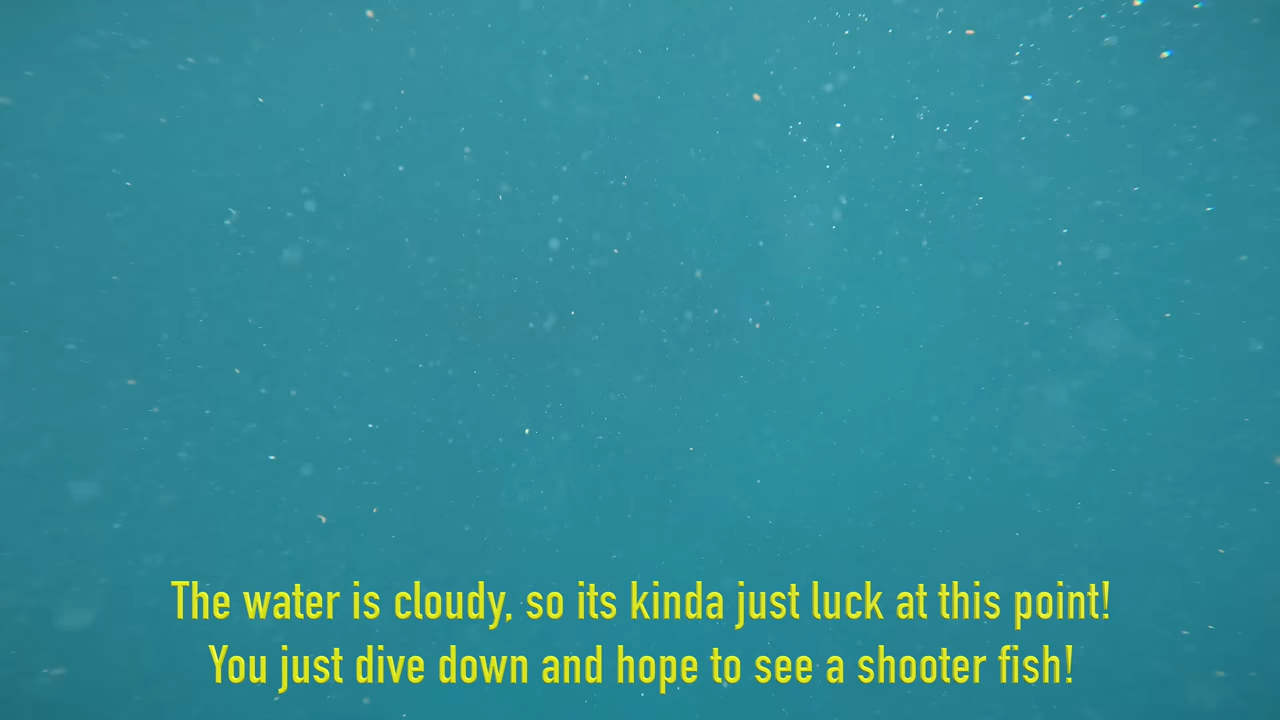 The water is cloudy, so its kinda just luck at this point!
You just dive down and hope to see a shooter fish!